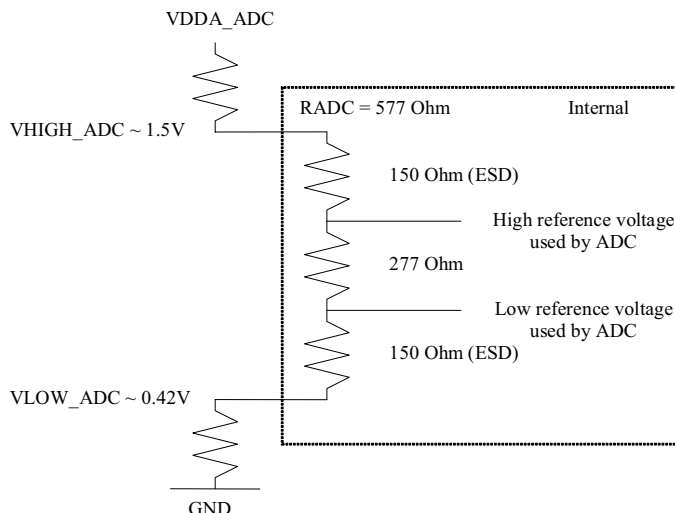 VDDA_ADC
RADC = 577 Ohm
Internal
VHIGH_ADC ~ 1.5V
150 Ohm (ESD)
High reference voltage
used by ADC
277 Ohm
Low reference voltage
used by ADC
150 Ohm (ESD)
VLOW_ADC ~ 0.42V
GND